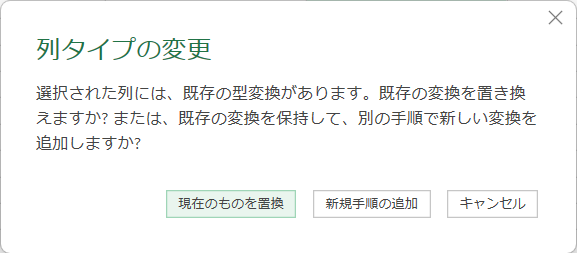 列タイプの変更
選択された列には、既存の型変換があります。既存の変換を置き換
えますか? または、既存の変換を保持して、別の手順で新しい変換を
追加しますか?
現在のものを置換 新規手順の追加 キャンセル